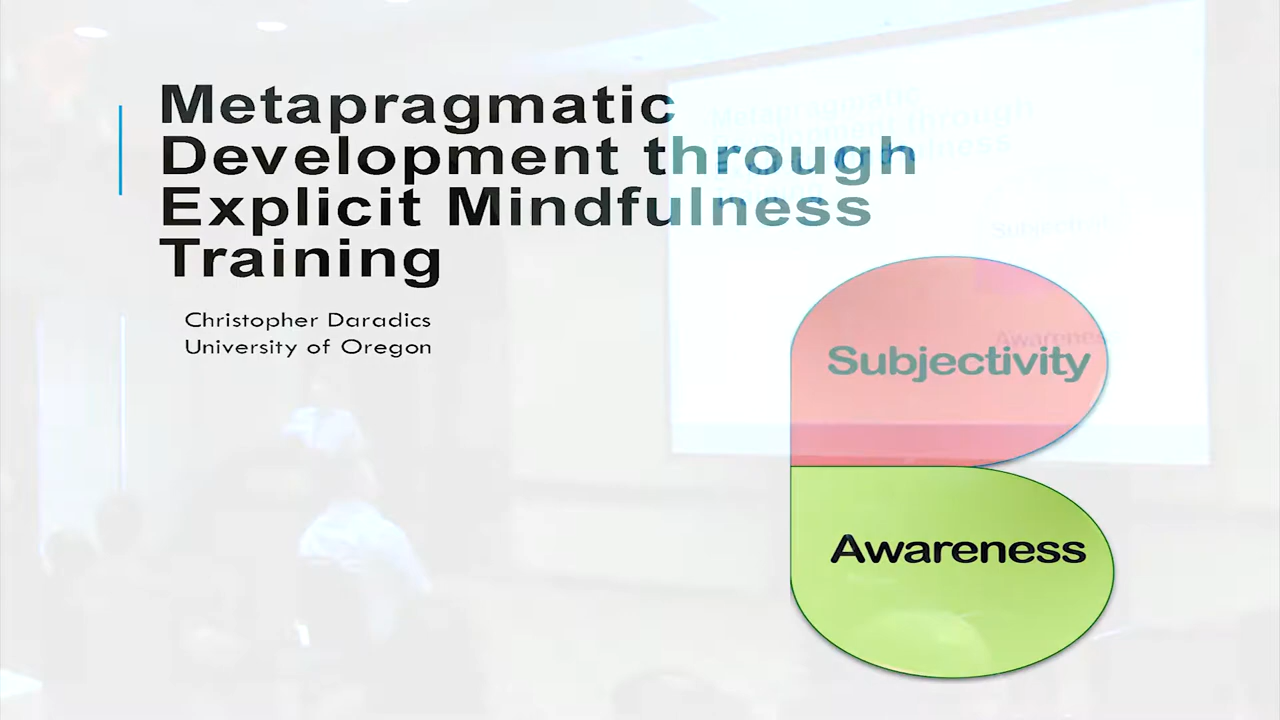 Metapragmatic
Development through
Explicit Mindfulness
Training
Christopher Daradics
University of Oregon
Subjectivity
Awareness